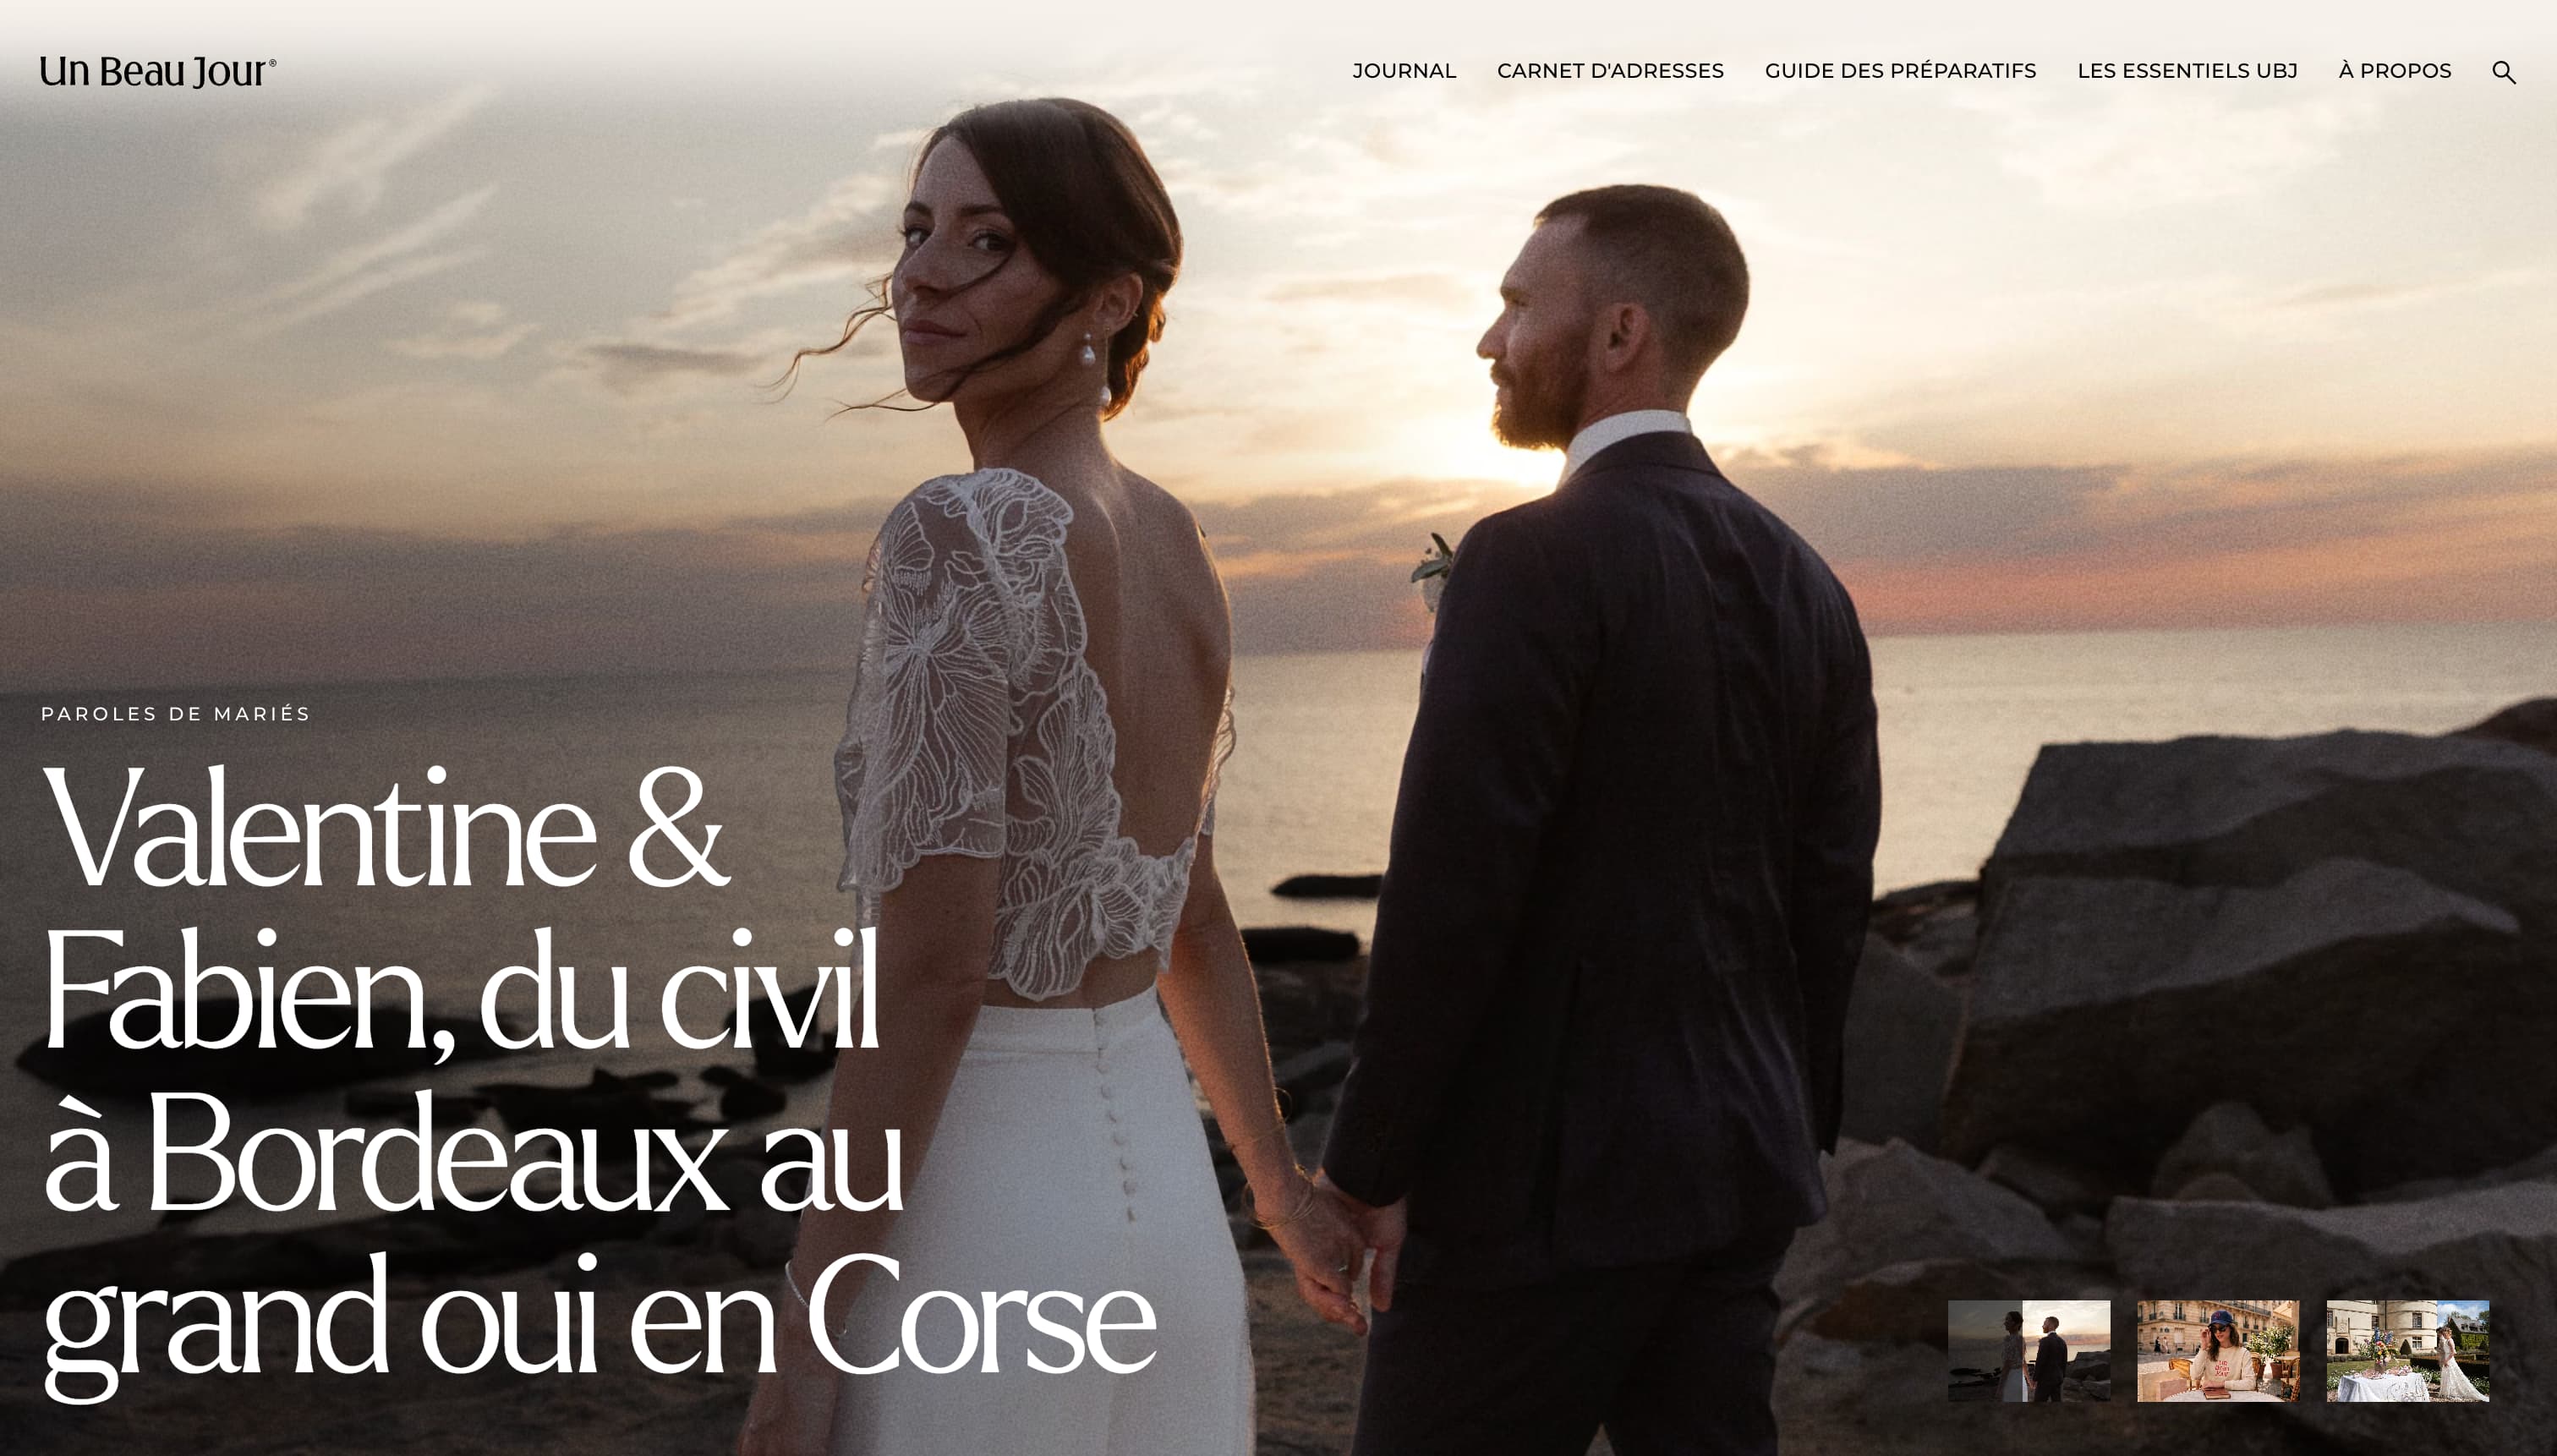 Un Beau Jour®
JOURNAL
CARNET D'ADRESSES
GUIDE DES PRÉPARATIFS
LES ESSENTIELS UBJ
À PROPOS
PAROLES DE MARIÉS
Valentine &
Fabien, du civil
à Bordeaux au
grand oui en Corse